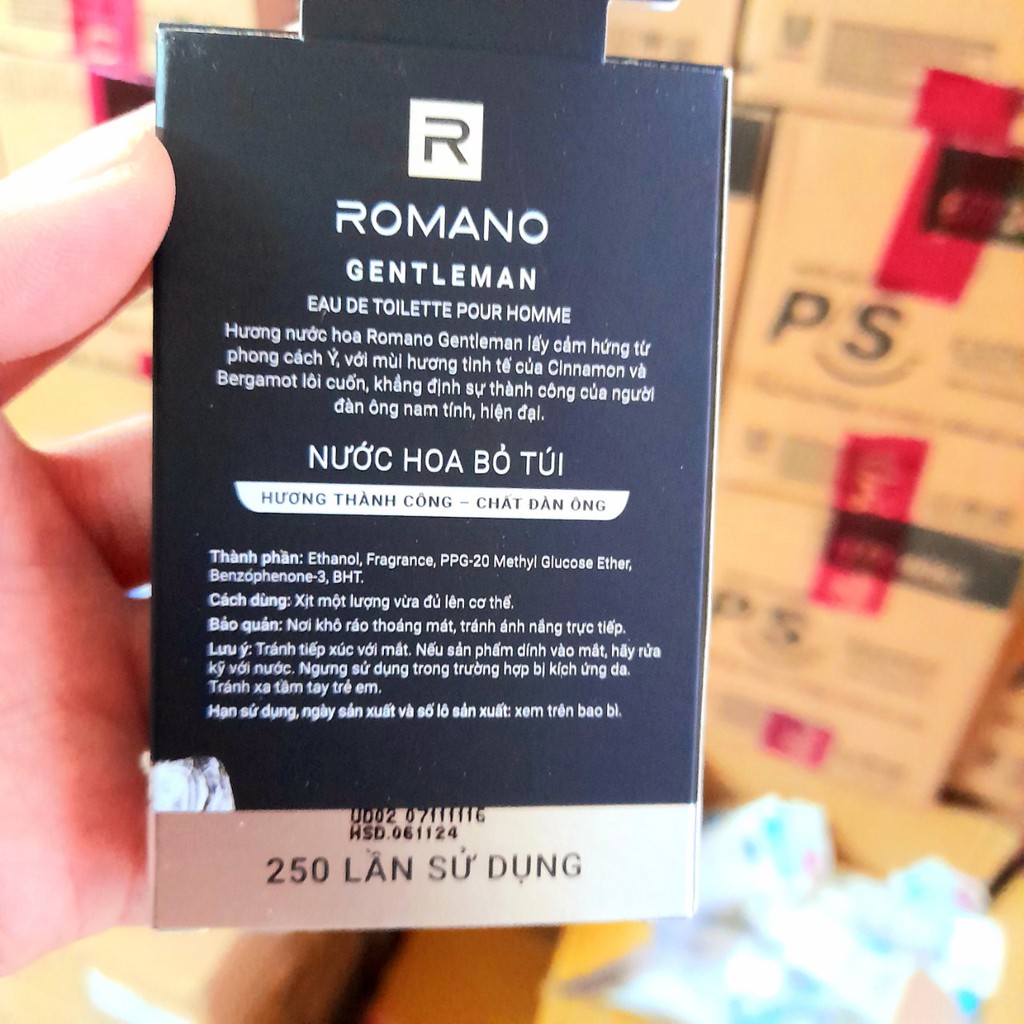 R
ROMANO
GENTLEMAN
EAU DE TOILETTE POUR HOMME
Hương nước hoa Romano Gentleman lấy cảm hứng từ
phong cách Ý, với mùi hương tinh tế của Cinnamon và
Bergamot lôi cuốn, khẳng định sự thành công của người
đàn ông nam tính, hiện đại.
NƯỚC HOA BỎ TÚI
HƯƠNG THÀNH CÔNG – CHẤT ĐÀN ÔNG
Thành phần: Ethanol, Fragrance, PPG-20 Methyl Glucose Ether,
Benzophenone-3, BHT.
Cách dùng: Xịt một lượng vừa đủ lên cơ thể.
Bảo quản: Nơi khô ráo thoáng mát, tránh ánh nắng trực tiếp.
Lưu ý: Tránh tiếp xúc với mắt. Nếu sản phẩm dính vào mắt, hãy rửa
kỹ với nước. Ngưng sử dụng trong trường hợp bị kích ứng da.
Tránh xa tầm tay trẻ em.
Hạn sử dụng, ngày sản xuất và số lô sản xuất: xem trên bao bì.
HSD.061124
250 LẦN SỬ DỤNG
PS
PS